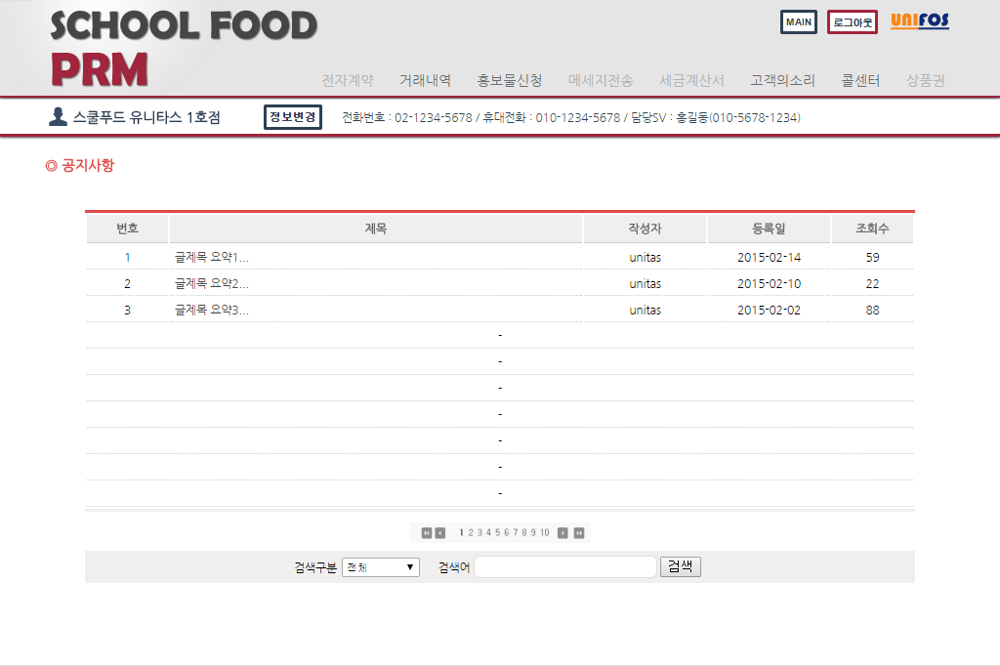 SCHOOL FOOD
PRM
MAIN 로그아웃 UNIFOS
전자계약 거래내역 홍보물신청 메세지전송 세금계산서 고객의소리 콜센터 상품권
스쿨푸드 유니타스 1호점 정보변경 전화번호 : 02-1234-5678 / 휴대전화 : 010-1234-5678 / 담당SV : 홍길동(010-5678-1234)
◎ 공지사항
번호 제목 작성자 등록일 조회수
1 글제목 요약1... unitas 2015-02-14 59
2 글제목 요약2... unitas 2015-02-10 22
3 글제목 요약3... unitas 2015-02-02 88
-
-
-
-
-
-
-
1 2 3 4 5 6 7 8 9 10
검색구분 전체 검색어 검색